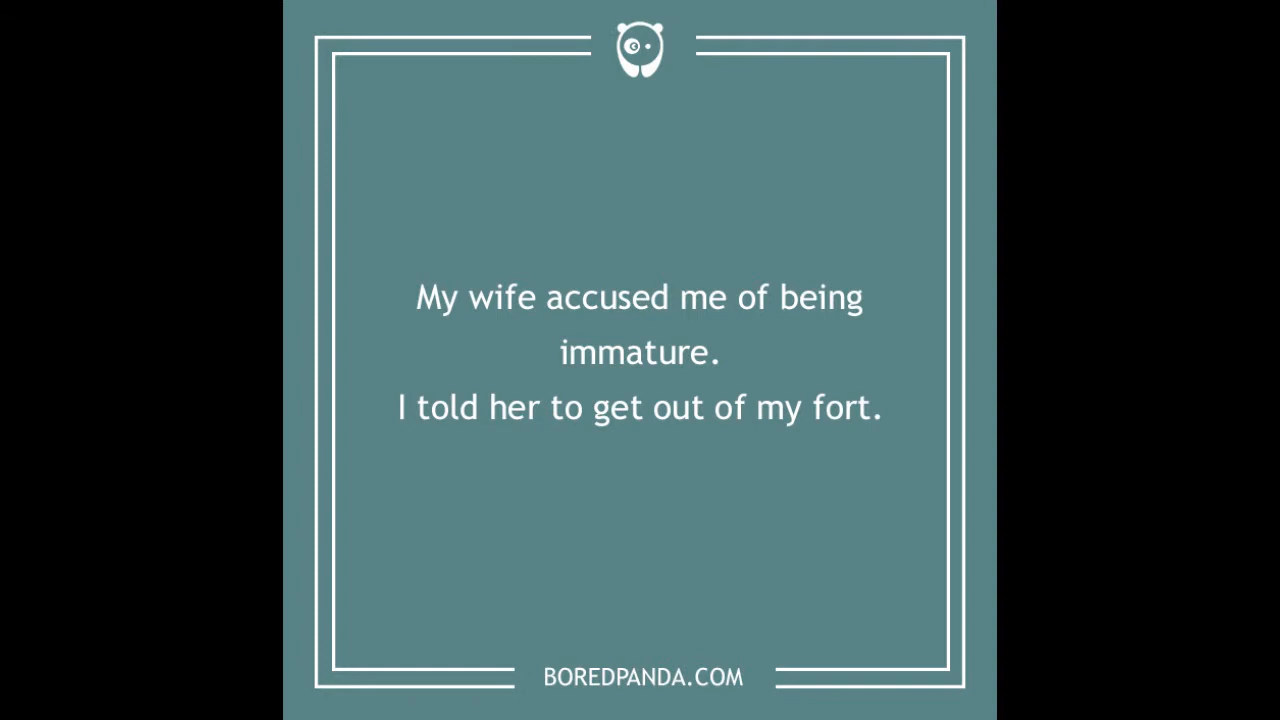 My wife accused me of being
immature.
I told her to get out of my fort.
BOREDPANDA.COM